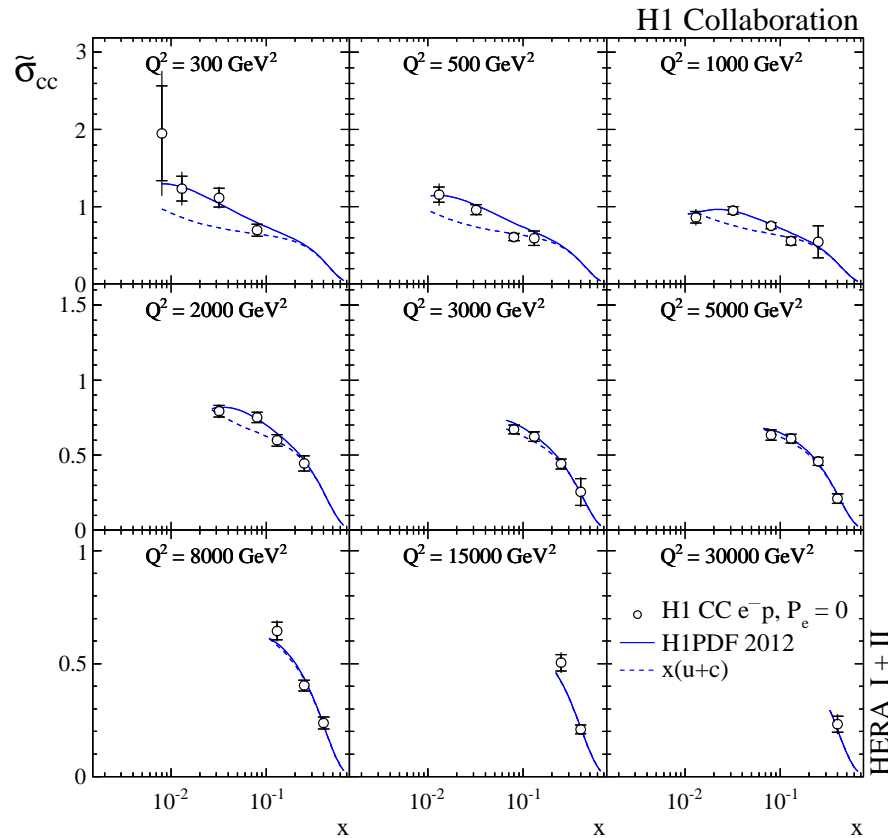 H1 Collaboration
σ̃cc
Q² = 300 GeV²
Q² = 500 GeV²
Q² = 1000 GeV²
3
2
1
0
Q² = 2000 GeV²
Q² = 3000 GeV²
Q² = 5000 GeV²
1.5
1
0.5
0
Q² = 8000 GeV²
Q² = 15000 GeV²
Q² = 30000 GeV²
1
0.5
0
H1 CC e⁻p, Pₑ = 0
H1PDF 2012
x(u+c)
10⁻² 10⁻¹
10⁻² 10⁻¹
10⁻² 10⁻¹
x
x
x
HERA I + II